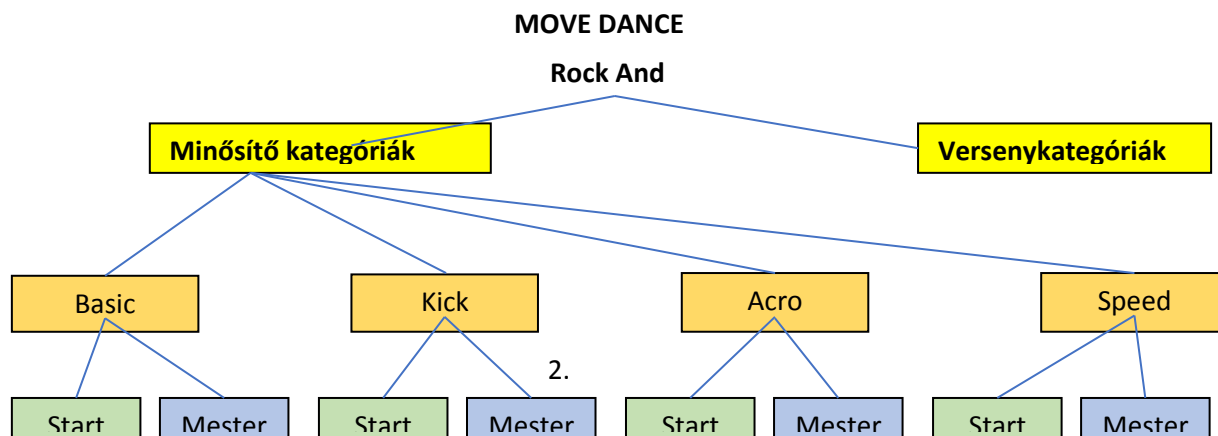 MOVE DANCE
Rock And
Minősítő kategóriák Versenykategóriák
Basic Kick Acro Speed
2.
Start Mester Start Mester Start Mester Start Mester